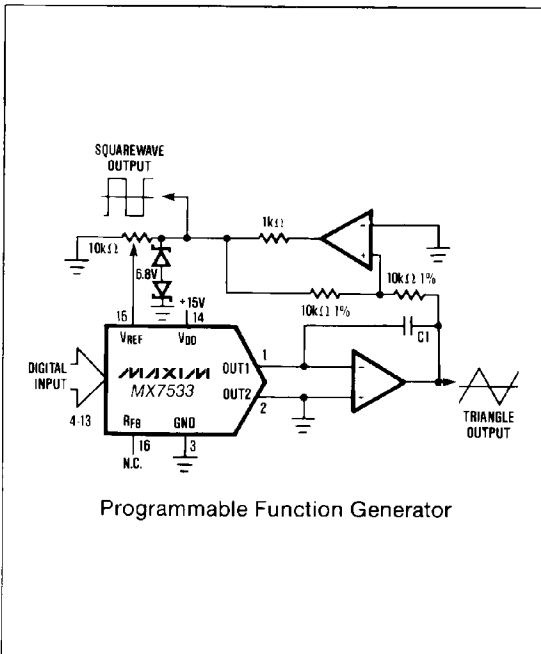 SQUAREWAVE
OUTPUT
1kΩ
10kΩ
6.8V
+15V
10kΩ 1%
10kΩ 1%
15
14
VREF
VDD
C1
DIGITAL
INPUT
4-13
MAXIM
MX7533
OUT1
1
OUT2
2
RFB
GND
16
3
N.C.
-
+
-
+
TRIANGLE
OUTPUT
Programmable Function Generator